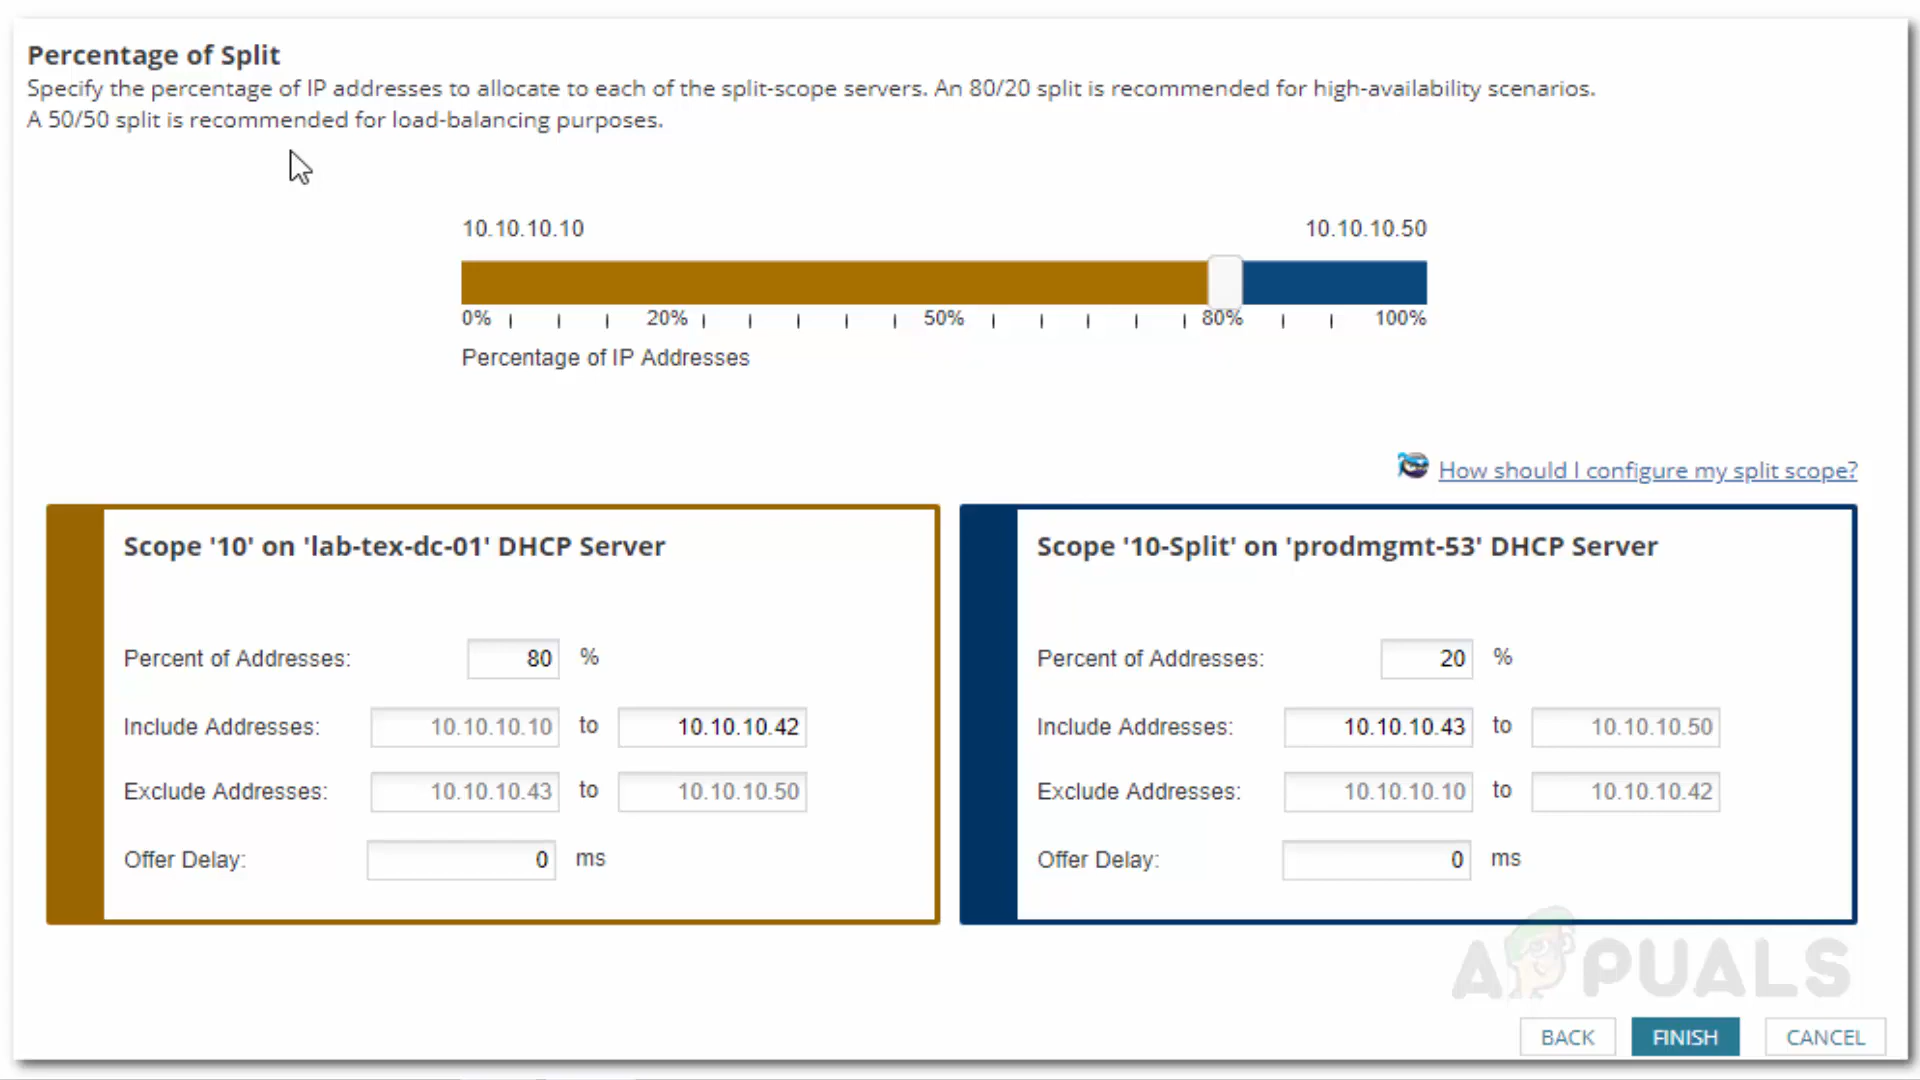 Percentage of Split
Specify the percentage of IP addresses to allocate to each of the split-scope servers. An 80/20 split is recommended for high-availability scenarios.
A 50/50 split is recommended for load-balancing purposes.
10.10.10.10 10.10.10.50
0% 20% 50% 80% 100%
Percentage of IP Addresses
How should I configure my split scope?
Scope '10' on 'lab-tex-dc-01' DHCP Server
Percent of Addresses: 80 %
Include Addresses: 10.10.10.10 to 10.10.10.42
Exclude Addresses: 10.10.10.43 to 10.10.10.50
Offer Delay: 0 ms
Scope '10-Split' on 'prodmgmt-53' DHCP Server
Percent of Addresses: 20 %
Include Addresses: 10.10.10.43 to 10.10.10.50
Exclude Addresses: 10.10.10.10 to 10.10.10.42
Offer Delay: 0 ms
APPUALS
BACK FINISH CANCEL